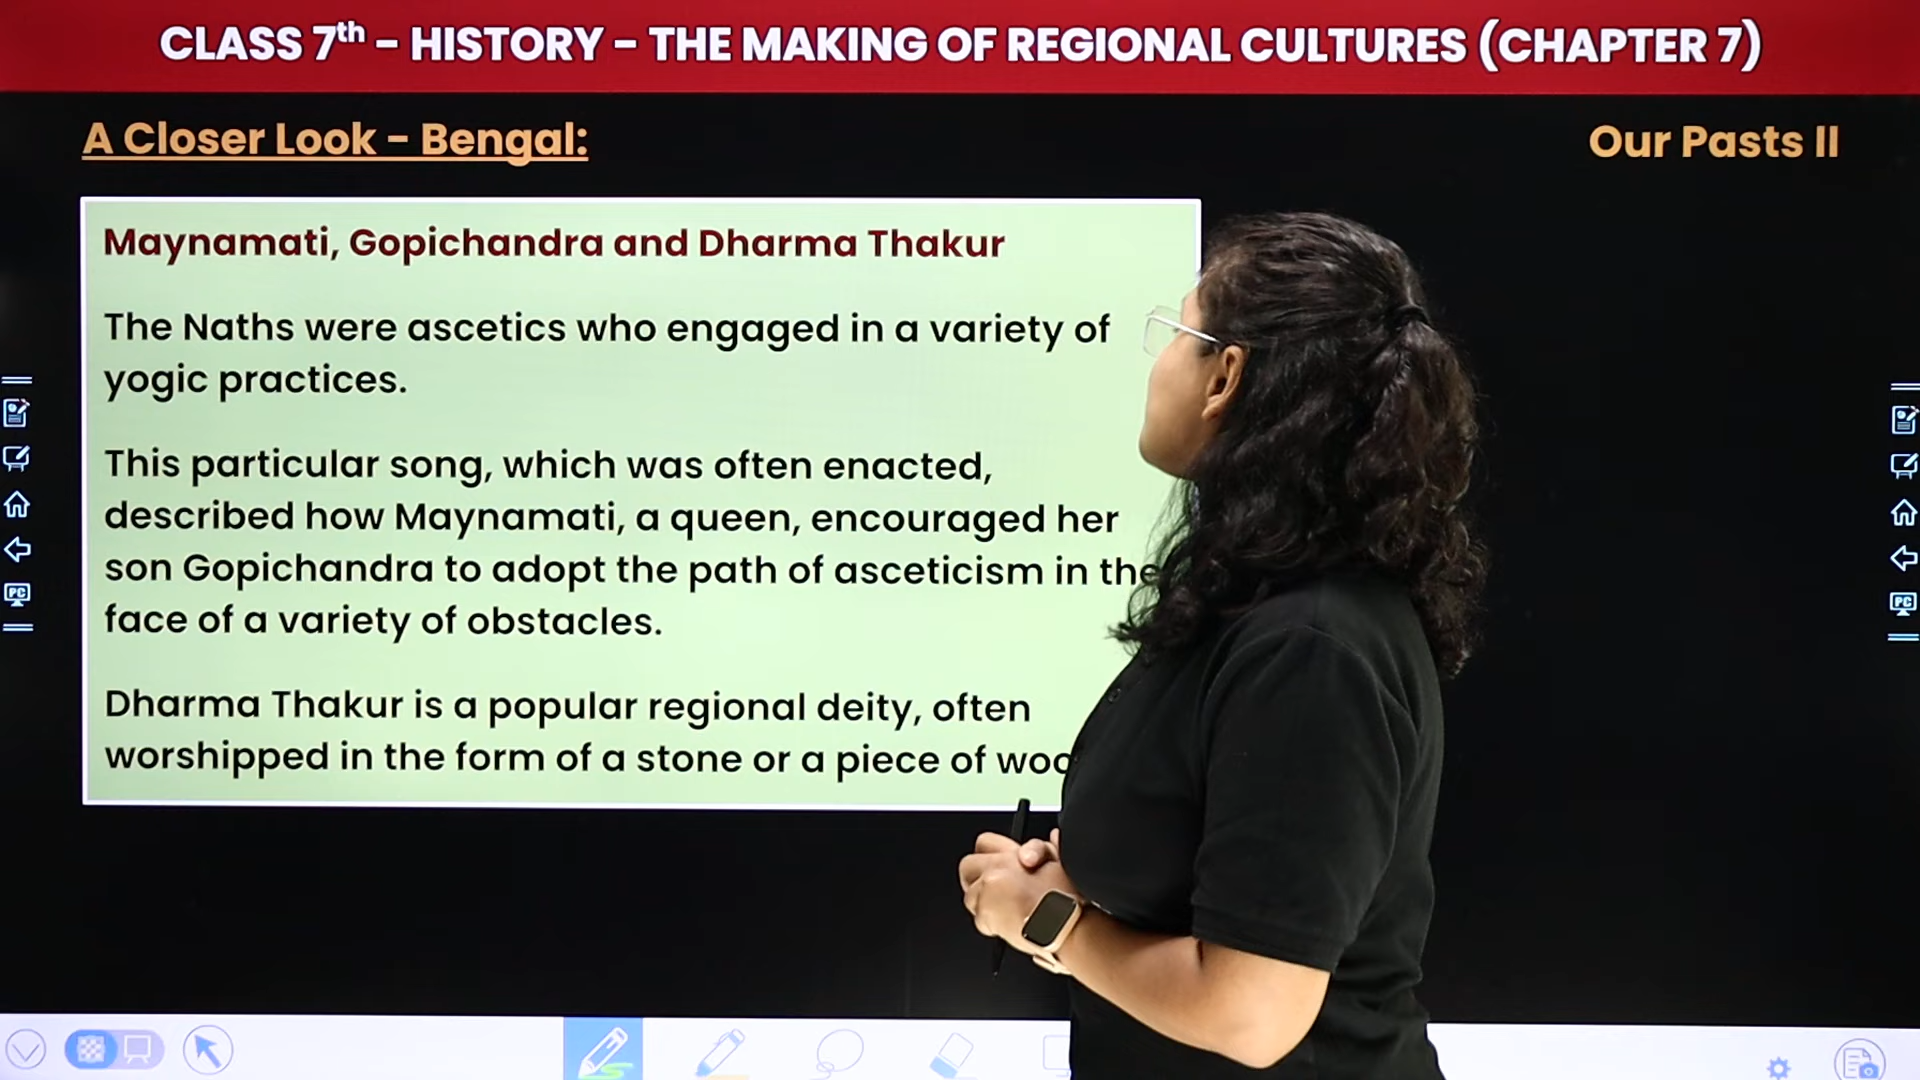 CLASS 7th - HISTORY - THE MAKING OF REGIONAL CULTURES (CHAPTER 7)
A Closer Look - Bengal:
Our Pasts II
Maynamati, Gopichandra and Dharma Thakur
The Naths were ascetics who engaged in a variety of
yogic practices.
This particular song, which was often enacted,
described how Maynamati, a queen, encouraged her
son Gopichandra to adopt the path of asceticism in the
face of a variety of obstacles.
Dharma Thakur is a popular regional deity, often
worshipped in the form of a stone or a piece of
PC
PC